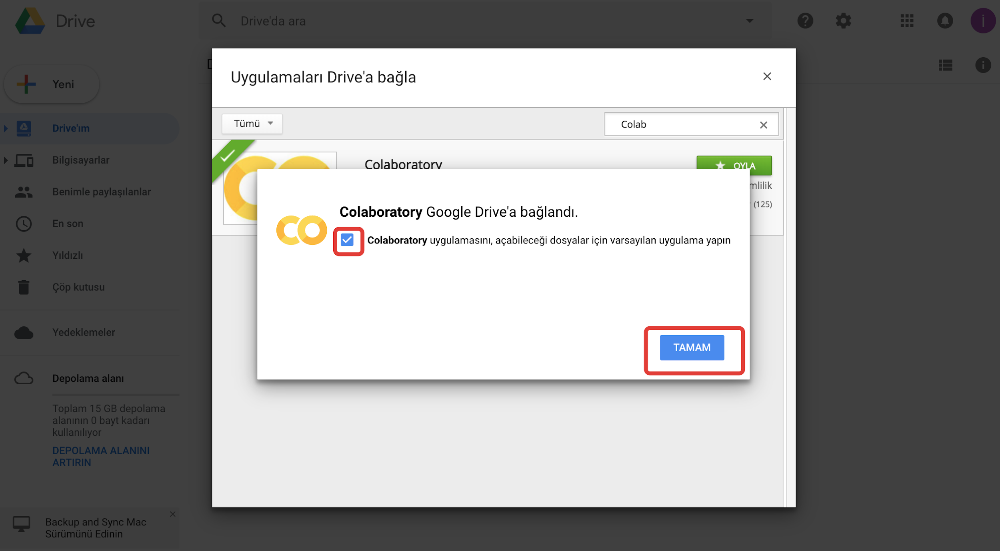 Drive
Drive'da ara
i
Yeni
Drive'ım
Bilgisayarlar
Benimle paylaşılanlar
En son
Yıldızlı
Çöp kutusu
Yedeklemeler
Depolama alanı
Toplam 15 GB depolama
alanının 0 bayt kadarı
kullanılıyor
DEPOLAMA ALANINI
ARTIRIN
Backup and Sync Mac
Sürümünü Edinin
Uygulamaları Drive'a bağla
Tümü
Colab
Colaboratory
OYLA
(125)
Colaboratory Google Drive'a bağlandı.
Colaboratory uygulamasını, açabileceği dosyalar için varsayılan uygulama yapın
TAMAM